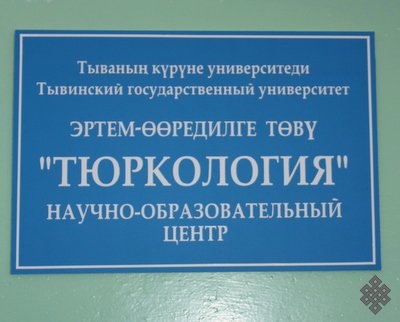 Тываның күрүне университеди
Тывинский государственный университет
ЭРТЕМ-ӨӨРЕДИЛГЕ ТӨВҮ
"ТЮРКОЛОГИЯ"
НАУЧНО-ОБРАЗОВАТЕЛЬНЫЙ
ЦЕНТР